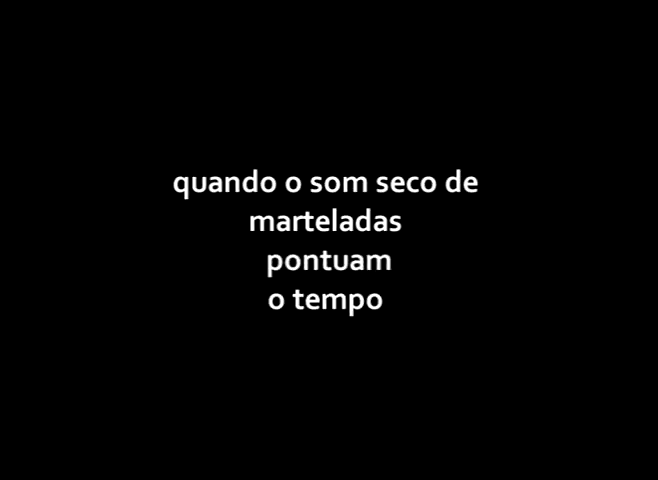 quando o som seco de
marteladas
pontuam
o tempo